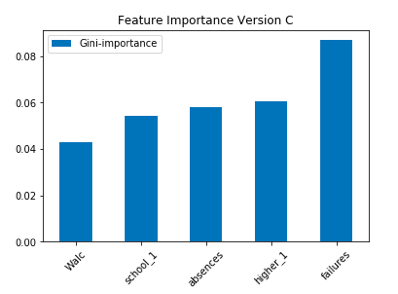 Feature Importance Version C
Gini-importance
0.08
0.06
0.04
0.02
0.00
Walc
school_1
absences
higher_1
failures